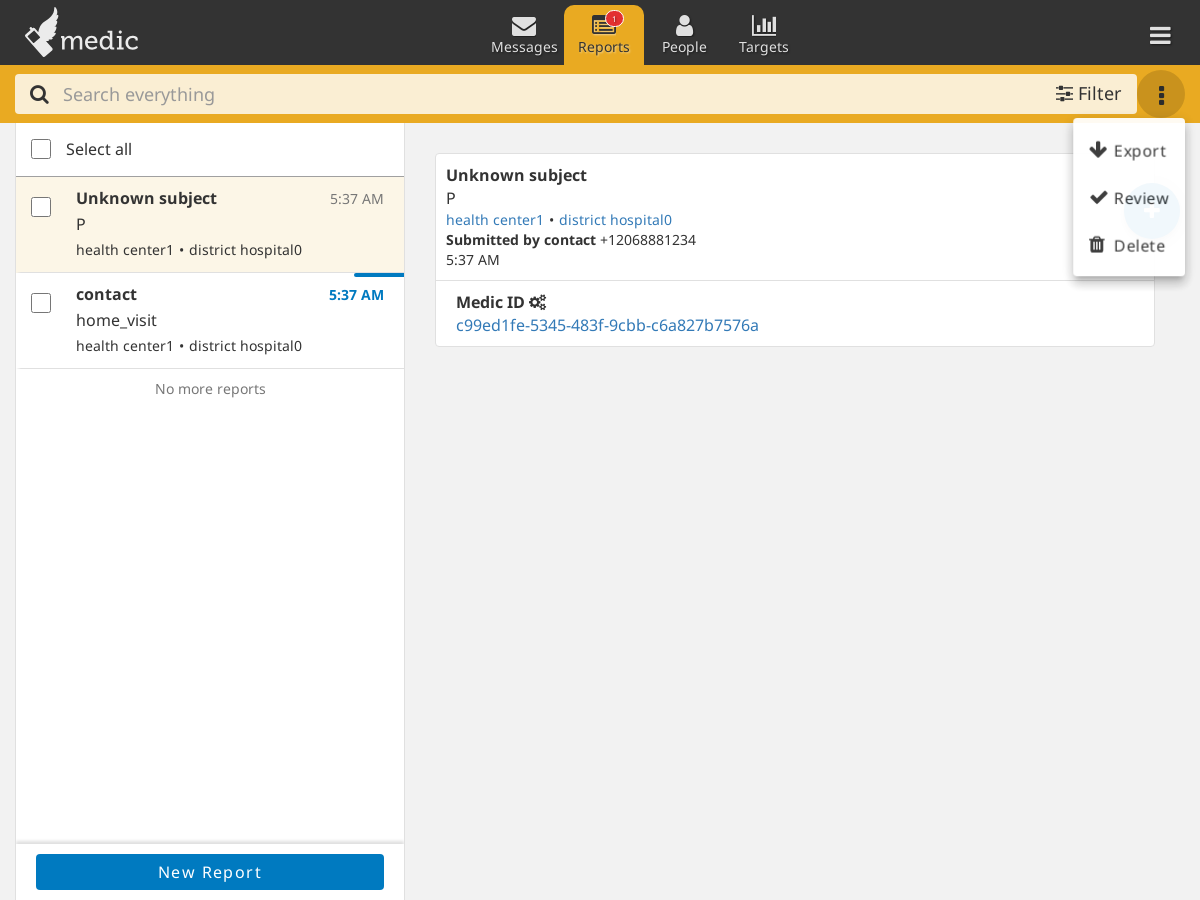 medic
Messages
1
Reports
People
Targets
Search everything
Filter
Export
Review
Delete
Select all
Unknown subject 5:37 AM
P
health center1 • district hospital0
contact 5:37 AM
home_visit
health center1 • district hospital0
No more reports
New Report
Unknown subject
P
health center1 • district hospital0
Submitted by contact +12068881234
5:37 AM
Medic ID
c99ed1fe-5345-483f-9cbb-c6a827b7576a